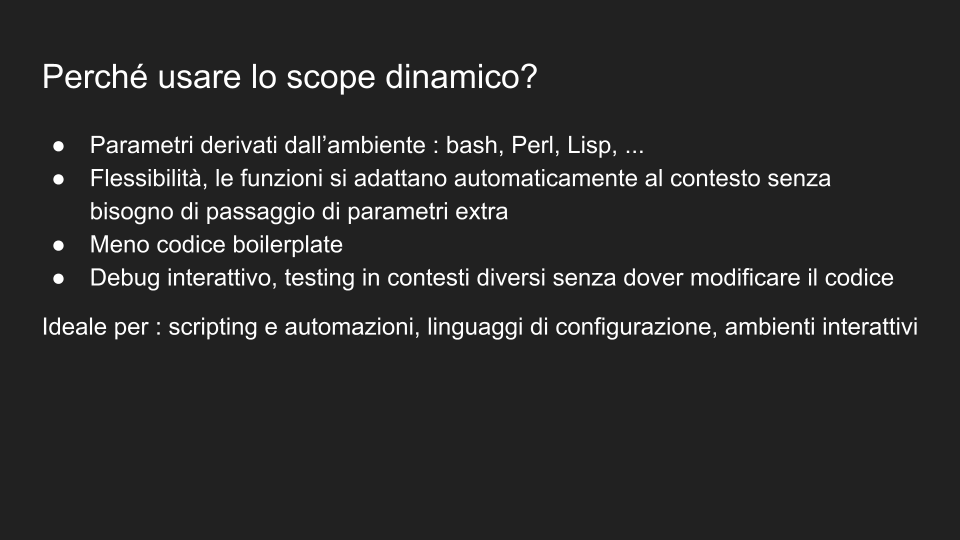 Perché usare lo scope dinamico?
● Parametri derivati dall’ambiente : bash, Perl, Lisp, ...
● Flessibilità, le funzioni si adattano automaticamente al contesto senza
bisogno di passaggio di parametri extra
● Meno codice boilerplate
● Debug interattivo, testing in contesti diversi senza dover modificare il codice
Ideale per : scripting e automazioni, linguaggi di configurazione, ambienti interattivi